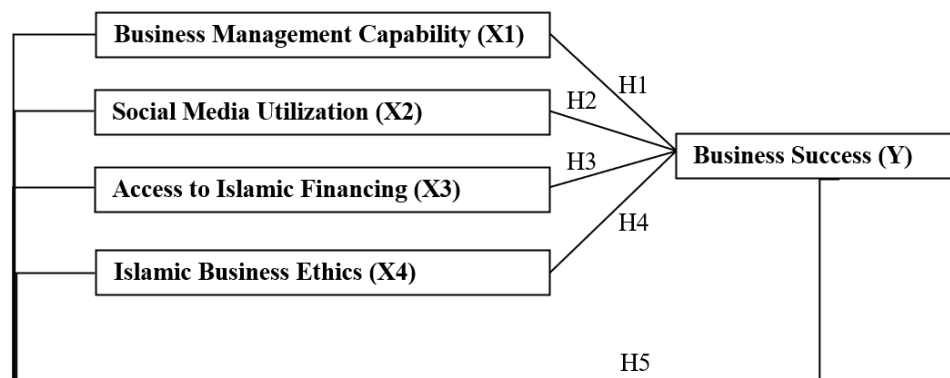 Business Management Capability (X1)
H1
H2
Social Media Utilization (X2)
Business Success (Y)
H3
Access to Islamic Financing (X3)
H4
Islamic Business Ethics (X4)
H5